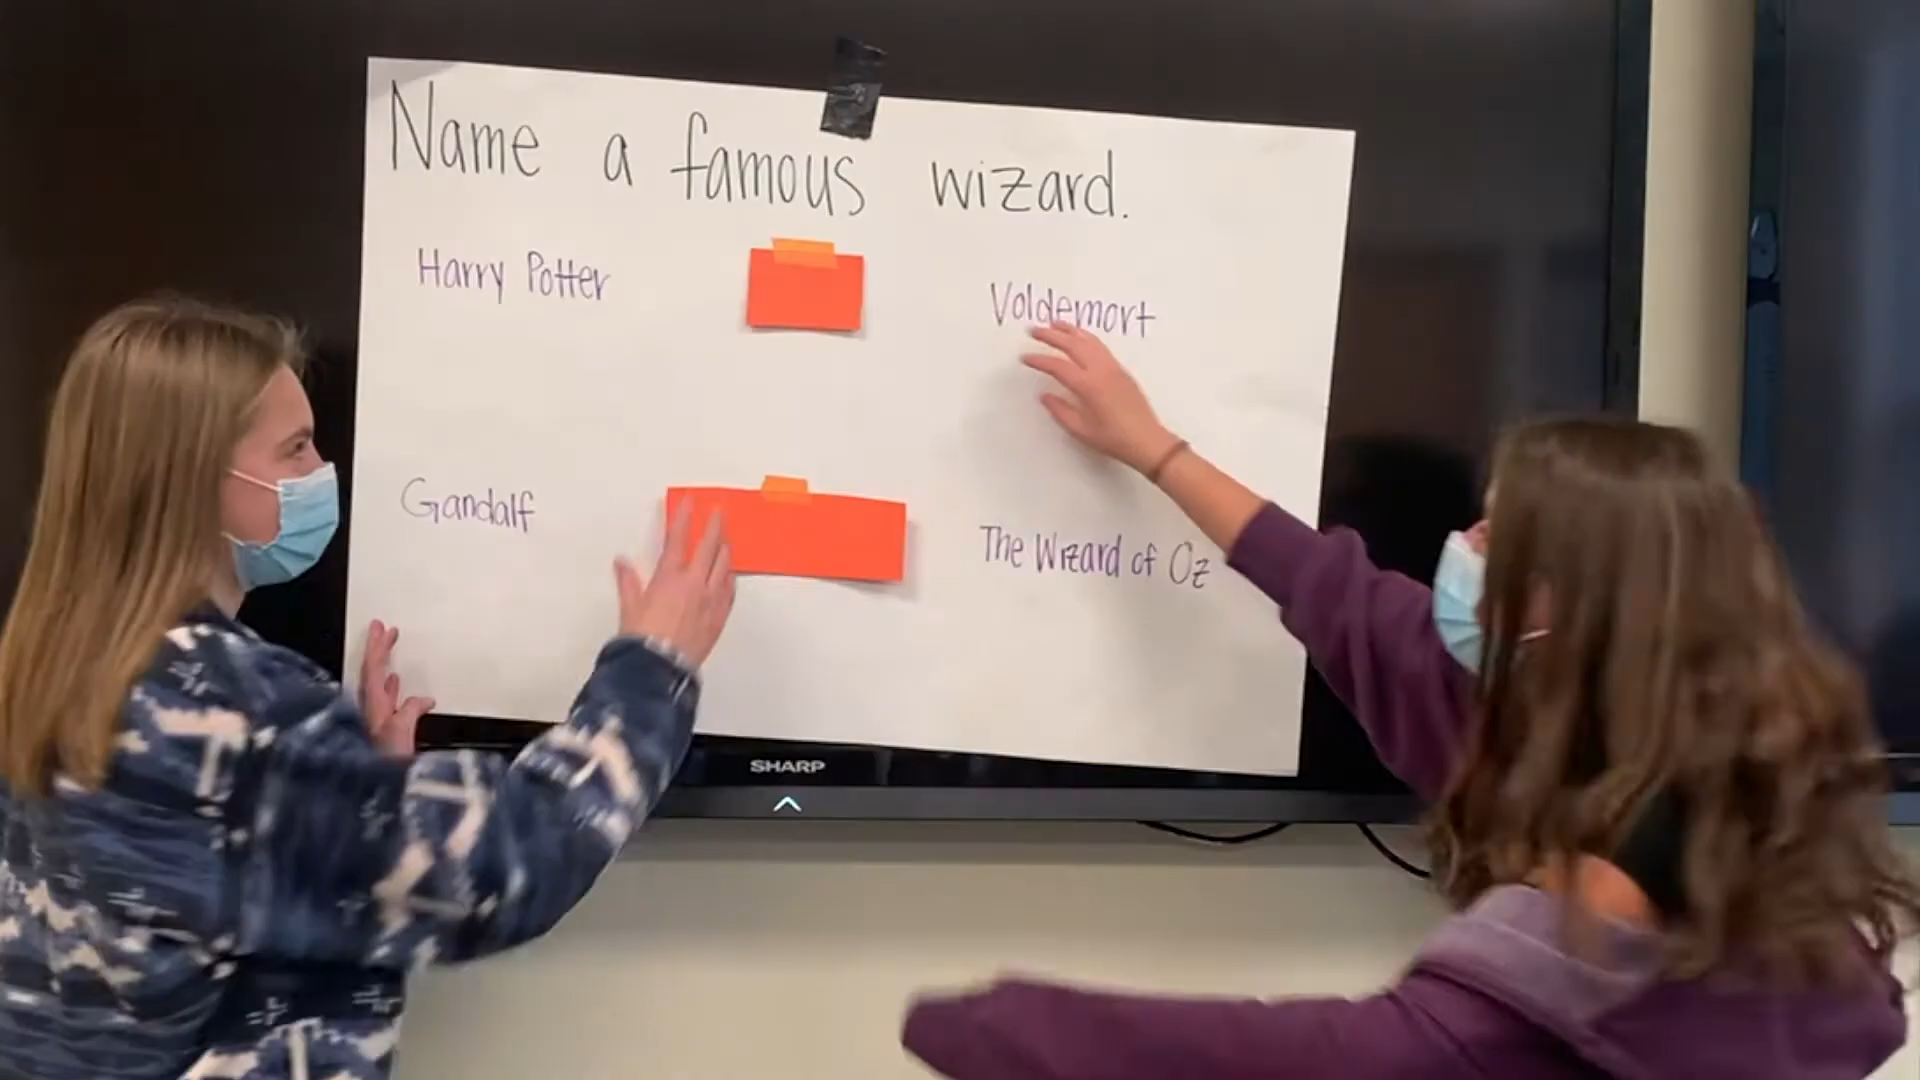 Name a famous wizard.
Harry Potter
Voldemort
Gandalf
The Wizard of Oz
SHARP